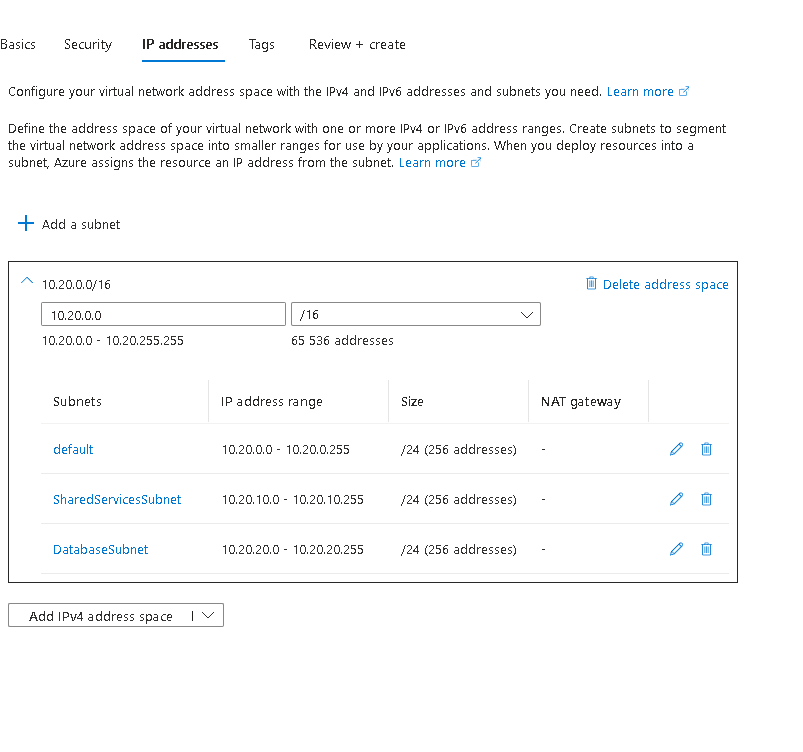 Basics Security IP addresses Tags Review + create
Configure your virtual network address space with the IPv4 and IPv6 addresses and subnets you need. Learn more
Define the address space of your virtual network with one or more IPv4 or IPv6 address ranges. Create subnets to segment
the virtual network address space into smaller ranges for use by your applications. When you deploy resources into a
subnet, Azure assigns the resource an IP address from the subnet. Learn more
Add a subnet
10.20.0.0/16 Delete address space
10.20.0.0 /16
10.20.0.0 - 10.20.255.255 65 536 addresses
Subnets IP address range Size NAT gateway
default 10.20.0.0 - 10.20.0.255 /24 (256 addresses) -
SharedServicesSubnet 10.20.10.0 - 10.20.10.255 /24 (256 addresses) -
DatabaseSubnet 10.20.20.0 - 10.20.20.255 /24 (256 addresses) -
Add IPv4 address space